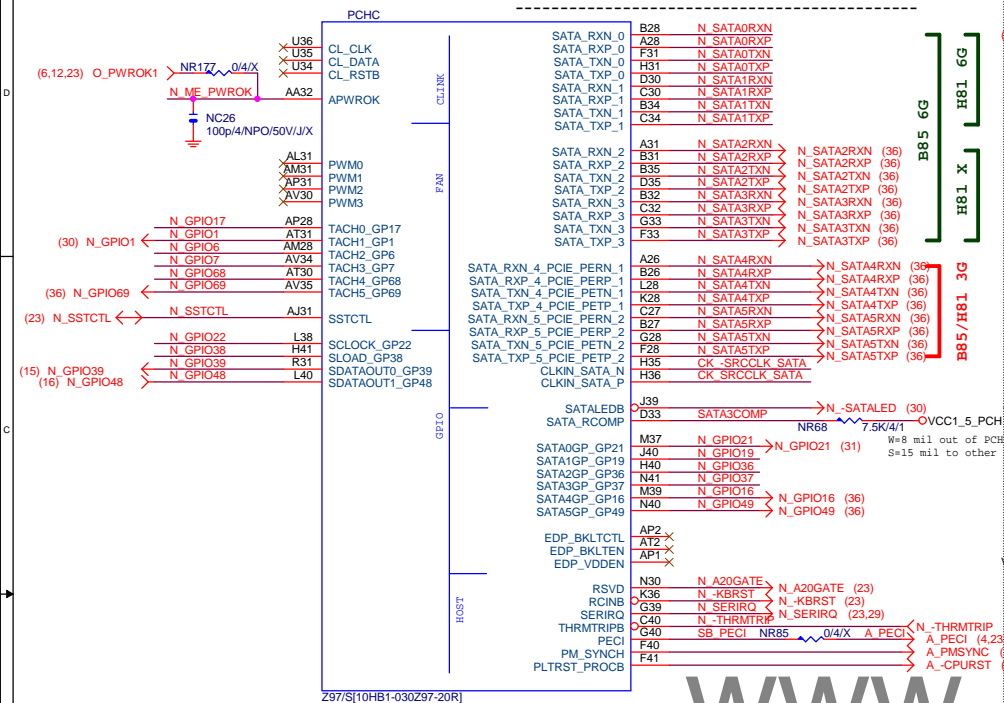 PCHC
D
C
(6,12,23) O_PWROK1
NR177 0/4/X
N_ME_PWROK
NC26
100p/4/NPO/50V/J/X
U36 CL_CLK
U35 CL_DATA
U34 CL_RSTB
AA32 APWROK
CLINK
AL31 PWM0
AM31 PWM1
AP31 PWM2
AV30 PWM3
FAN
N_GPIO17 AP28 TACH0_GP17
(30) N_GPIO1 N_GPIO1 AT31 TACH1_GP1
N_GPIO6 AM28 TACH2_GP6
N_GPIO7 AV34 TACH3_GP7
N_GPIO68 AT30 TACH4_GP68
(36) N_GPIO69 N_GPIO69 AV35 TACH5_GP69
(23) N_SSTCTL N_SSTCTL AJ31 SSTCTL
N_GPIO22 L38 SCLOCK_GP22
N_GPIO38 H41 SLOAD_GP38
(15) N_GPIO39 N_GPIO39 R31 SDATAOUT0_GP39
(16) N_GPIO48 N_GPIO48 L40 SDATAOUT1_GP48
GPIO
HOST
SATA_RXN_0 B28 N_SATA0RXN
SATA_RXP_0 A28 N_SATA0RXP
SATA_TXN_0 F31 N_SATA0TXN
SATA_TXP_0 H31 N_SATA0TXP
SATA_RXN_1 D30 N_SATA1RXN
SATA_RXP_1 C30 N_SATA1RXP
SATA_TXN_1 B34 N_SATA1TXN
SATA_TXP_1 C34 N_SATA1TXP
SATA_RXN_2 A31 N_SATA2RXN N_SATA2RXN (36)
SATA_RXP_2 B31 N_SATA2RXP N_SATA2RXP (36)
SATA_TXN_2 B35 N_SATA2TXN N_SATA2TXN (36)
SATA_TXP_2 D35 N_SATA2TXP N_SATA2TXP (36)
SATA_RXN_3 B32 N_SATA3RXN N_SATA3RXN (36)
SATA_RXP_3 C32 N_SATA3RXP N_SATA3RXP (36)
SATA_TXN_3 G33 N_SATA3TXN N_SATA3TXN (36)
SATA_TXP_3 F33 N_SATA3TXP N_SATA3TXP (36)
B85 6G
H81 6G
H81 X
SATA_RXN_4_PCIE_PERN_1 A26 N_SATA4RXN N_SATA4RXN (36)
SATA_RXP_4_PCIE_PERP_1 B26 N_SATA4RXP N_SATA4RXP (36)
SATA_TXN_4_PCIE_PETN_1 L28 N_SATA4TXN N_SATA4TXN (36)
SATA_TXP_4_PCIE_PETP_1 K28 N_SATA4TXP N_SATA4TXP (36)
SATA_RXN_5_PCIE_PERN_2 C27 N_SATA5RXN N_SATA5RXN (36)
SATA_RXP_5_PCIE_PERP_2 B27 N_SATA5RXP N_SATA5RXP (36)
SATA_TXN_5_PCIE_PETN_2 G28 N_SATA5TXN N_SATA5TXN (36)
SATA_TXP_5_PCIE_PETP_2 F28 N_SATA5TXP N_SATA5TXP (36)
B85/H81 3G
CLKIN_SATA_N H35 CK_-SRCCLK_SATA
CLKIN_SATA_P H36 CK_SRCCLK_SATA
SATALEDB J39 N_-SATALED (30)
SATA_RCOMP D33 SATA3COMP NR68 7.5K/4/1 VCC1_5_PCH
W=8 mil out of PCH
S=15 mil to other
SATA0GP_GP21 M37 N_GPIO21 N_GPIO21 (31)
SATA1GP_GP19 J40 N_GPIO19
SATA2GP_GP36 H40 N_GPIO36
SATA3GP_GP37 N41 N_GPIO37
SATA4GP_GP16 M39 N_GPIO16 N_GPIO16 (36)
SATA5GP_GP49 N40 N_GPIO49 N_GPIO49 (36)
EDP_BKLTCTL AP2
EDP_BKLTEN AT2
EDP_VDDEN AP1
RSVD N30 N_A20GATE N_A20GATE (23)
RCINB K36 N_-KBRST N_-KBRST (23)
SERIRQ G39 N_SERIRQ N_SERIRQ (23,29)
THRMTRIPB C40 N_-THRMTRIP N_-THRMTRIP
PECI G40 SB_PECI NR85 0/4/X A_PECI A_PECI (4,23
PM_SYNCH F40 A_PMSYNC (
PLTRST_PROCB F41 A_-CPURST (
Z97/S[10HB1-030Z97-20R]
WWW